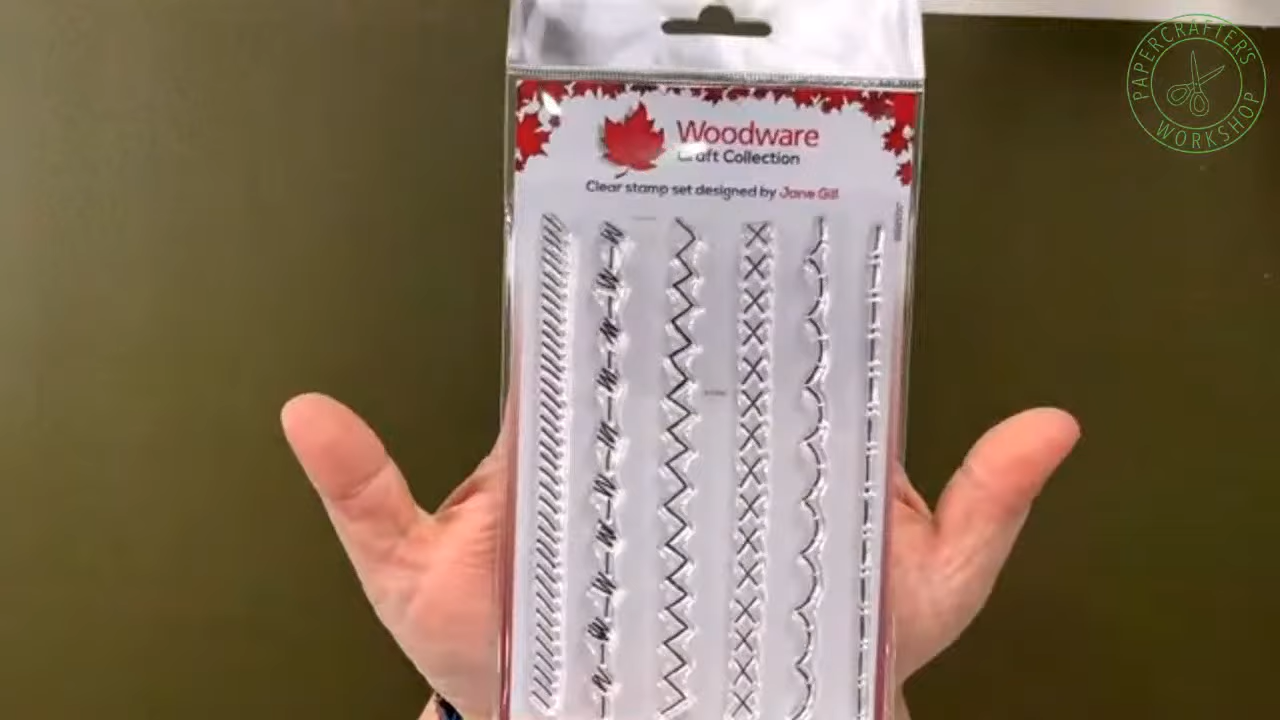 PAPERCRAFTER'S
WORKSHOP
Woodware
Craft Collection
Clear stamp set designed by Jane Gill